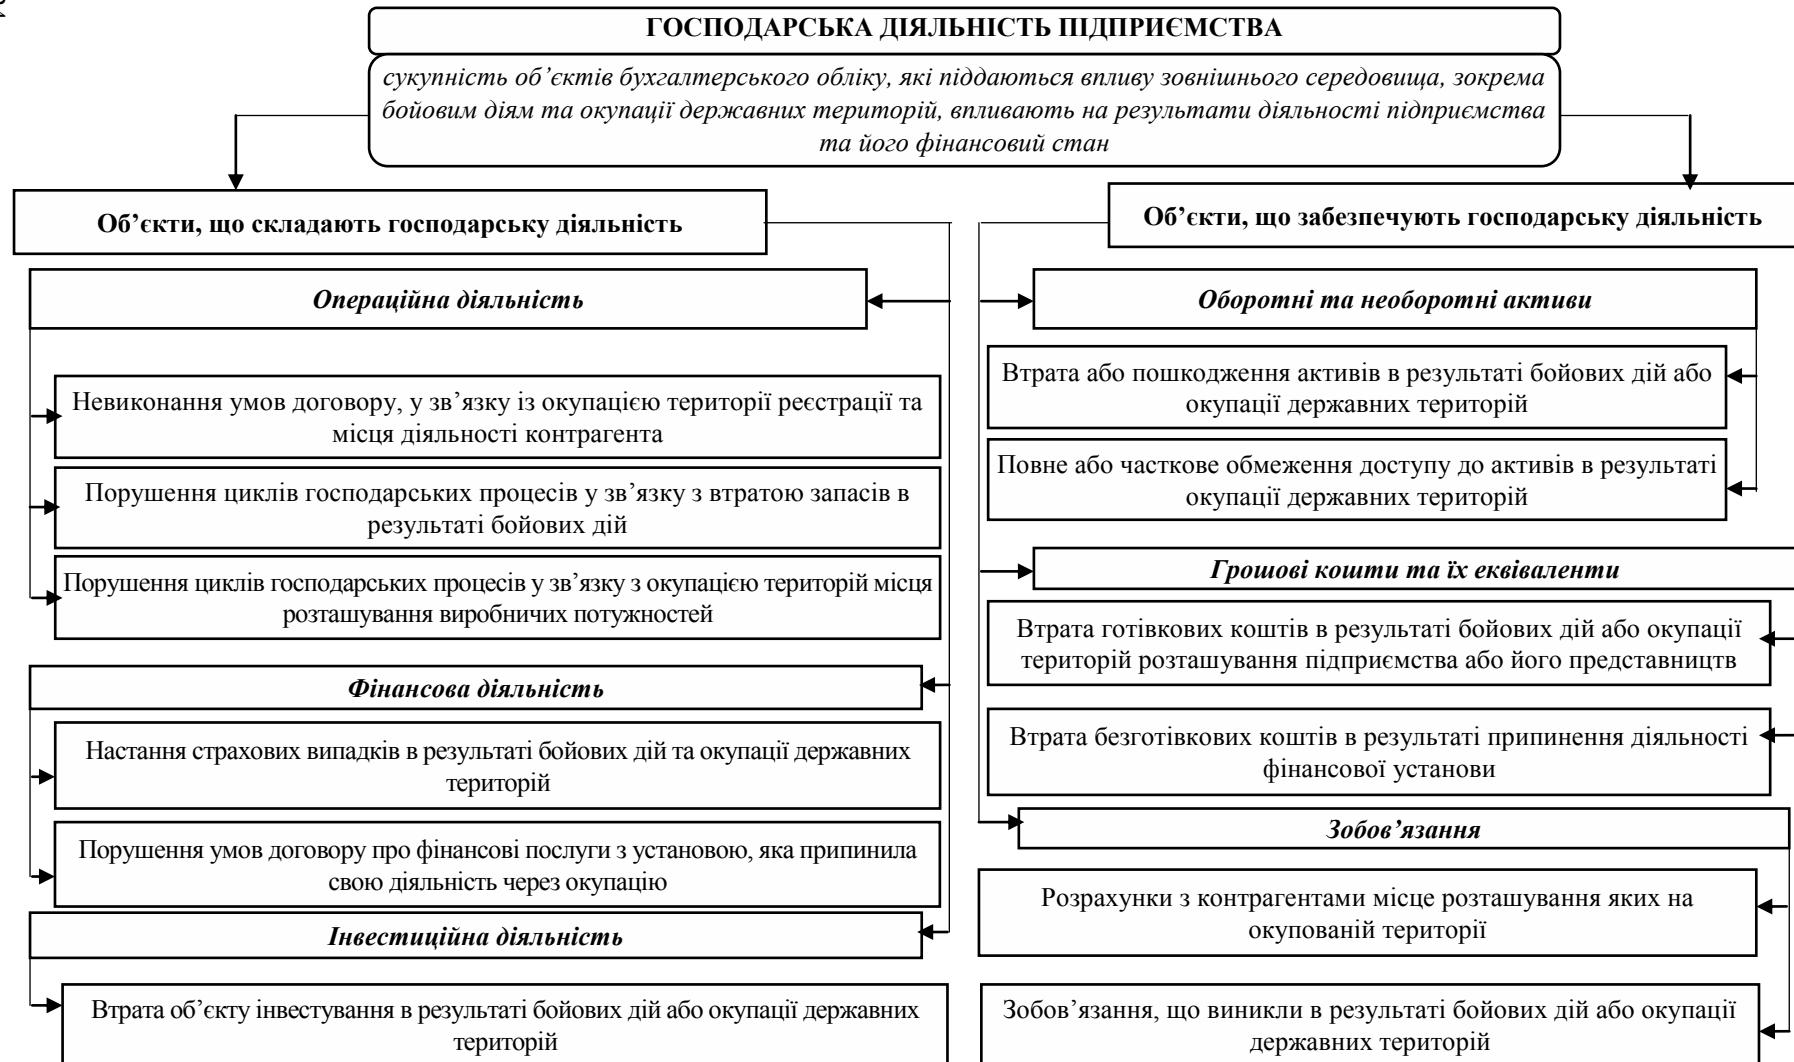 ГОСПОДАРСЬКА ДІЯЛЬНІСТЬ ПІДПРИЄМСТВА
сукупність об’єктів бухгалтерського обліку, які піддаються впливу зовнішнього середовища, зокрема
бойовим діям та окупації державних територій, впливають на результати діяльності підприємства
та його фінансовий стан
Об’єкти, що складають господарську діяльність
Операційна діяльність
Невиконання умов договору, у зв’язку із окупацією території реєстрації та
місця діяльності контрагента
Порушення циклів господарських процесів у зв’язку з втратою запасів в
результаті бойових дій
Порушення циклів господарських процесів у зв’язку з окупацією територій місця
розташування виробничих потужностей
Фінансова діяльність
Настання страхових випадків в результаті бойових дій та окупації державних
територій
Порушення умов договору про фінансові послуги з установою, яка припинила
свою діяльність через окупацію
Інвестиційна діяльність
Втрата об’єкту інвестування в результаті бойових дій або окупації державних
територій
Об’єкти, що забезпечують господарську діяльність
Оборотні та необоротні активи
Втрата або пошкодження активів в результаті бойових дій або
окупації державних територій
Повне або часткове обмеження доступу до активів в результаті
окупації державних територій
Грошові кошти та їх еквіваленти
Втрата готівкових коштів в результаті бойових дій або окупації
територій розташування підприємства або його представництв
Втрата безготівкових коштів в результаті припинення діяльності
фінансової установи
Зобов’язання
Розрахунки з контрагентами місце розташування яких на
окупованій території
Зобов’язання, що виникли в результаті бойових дій або окупації
державних територій